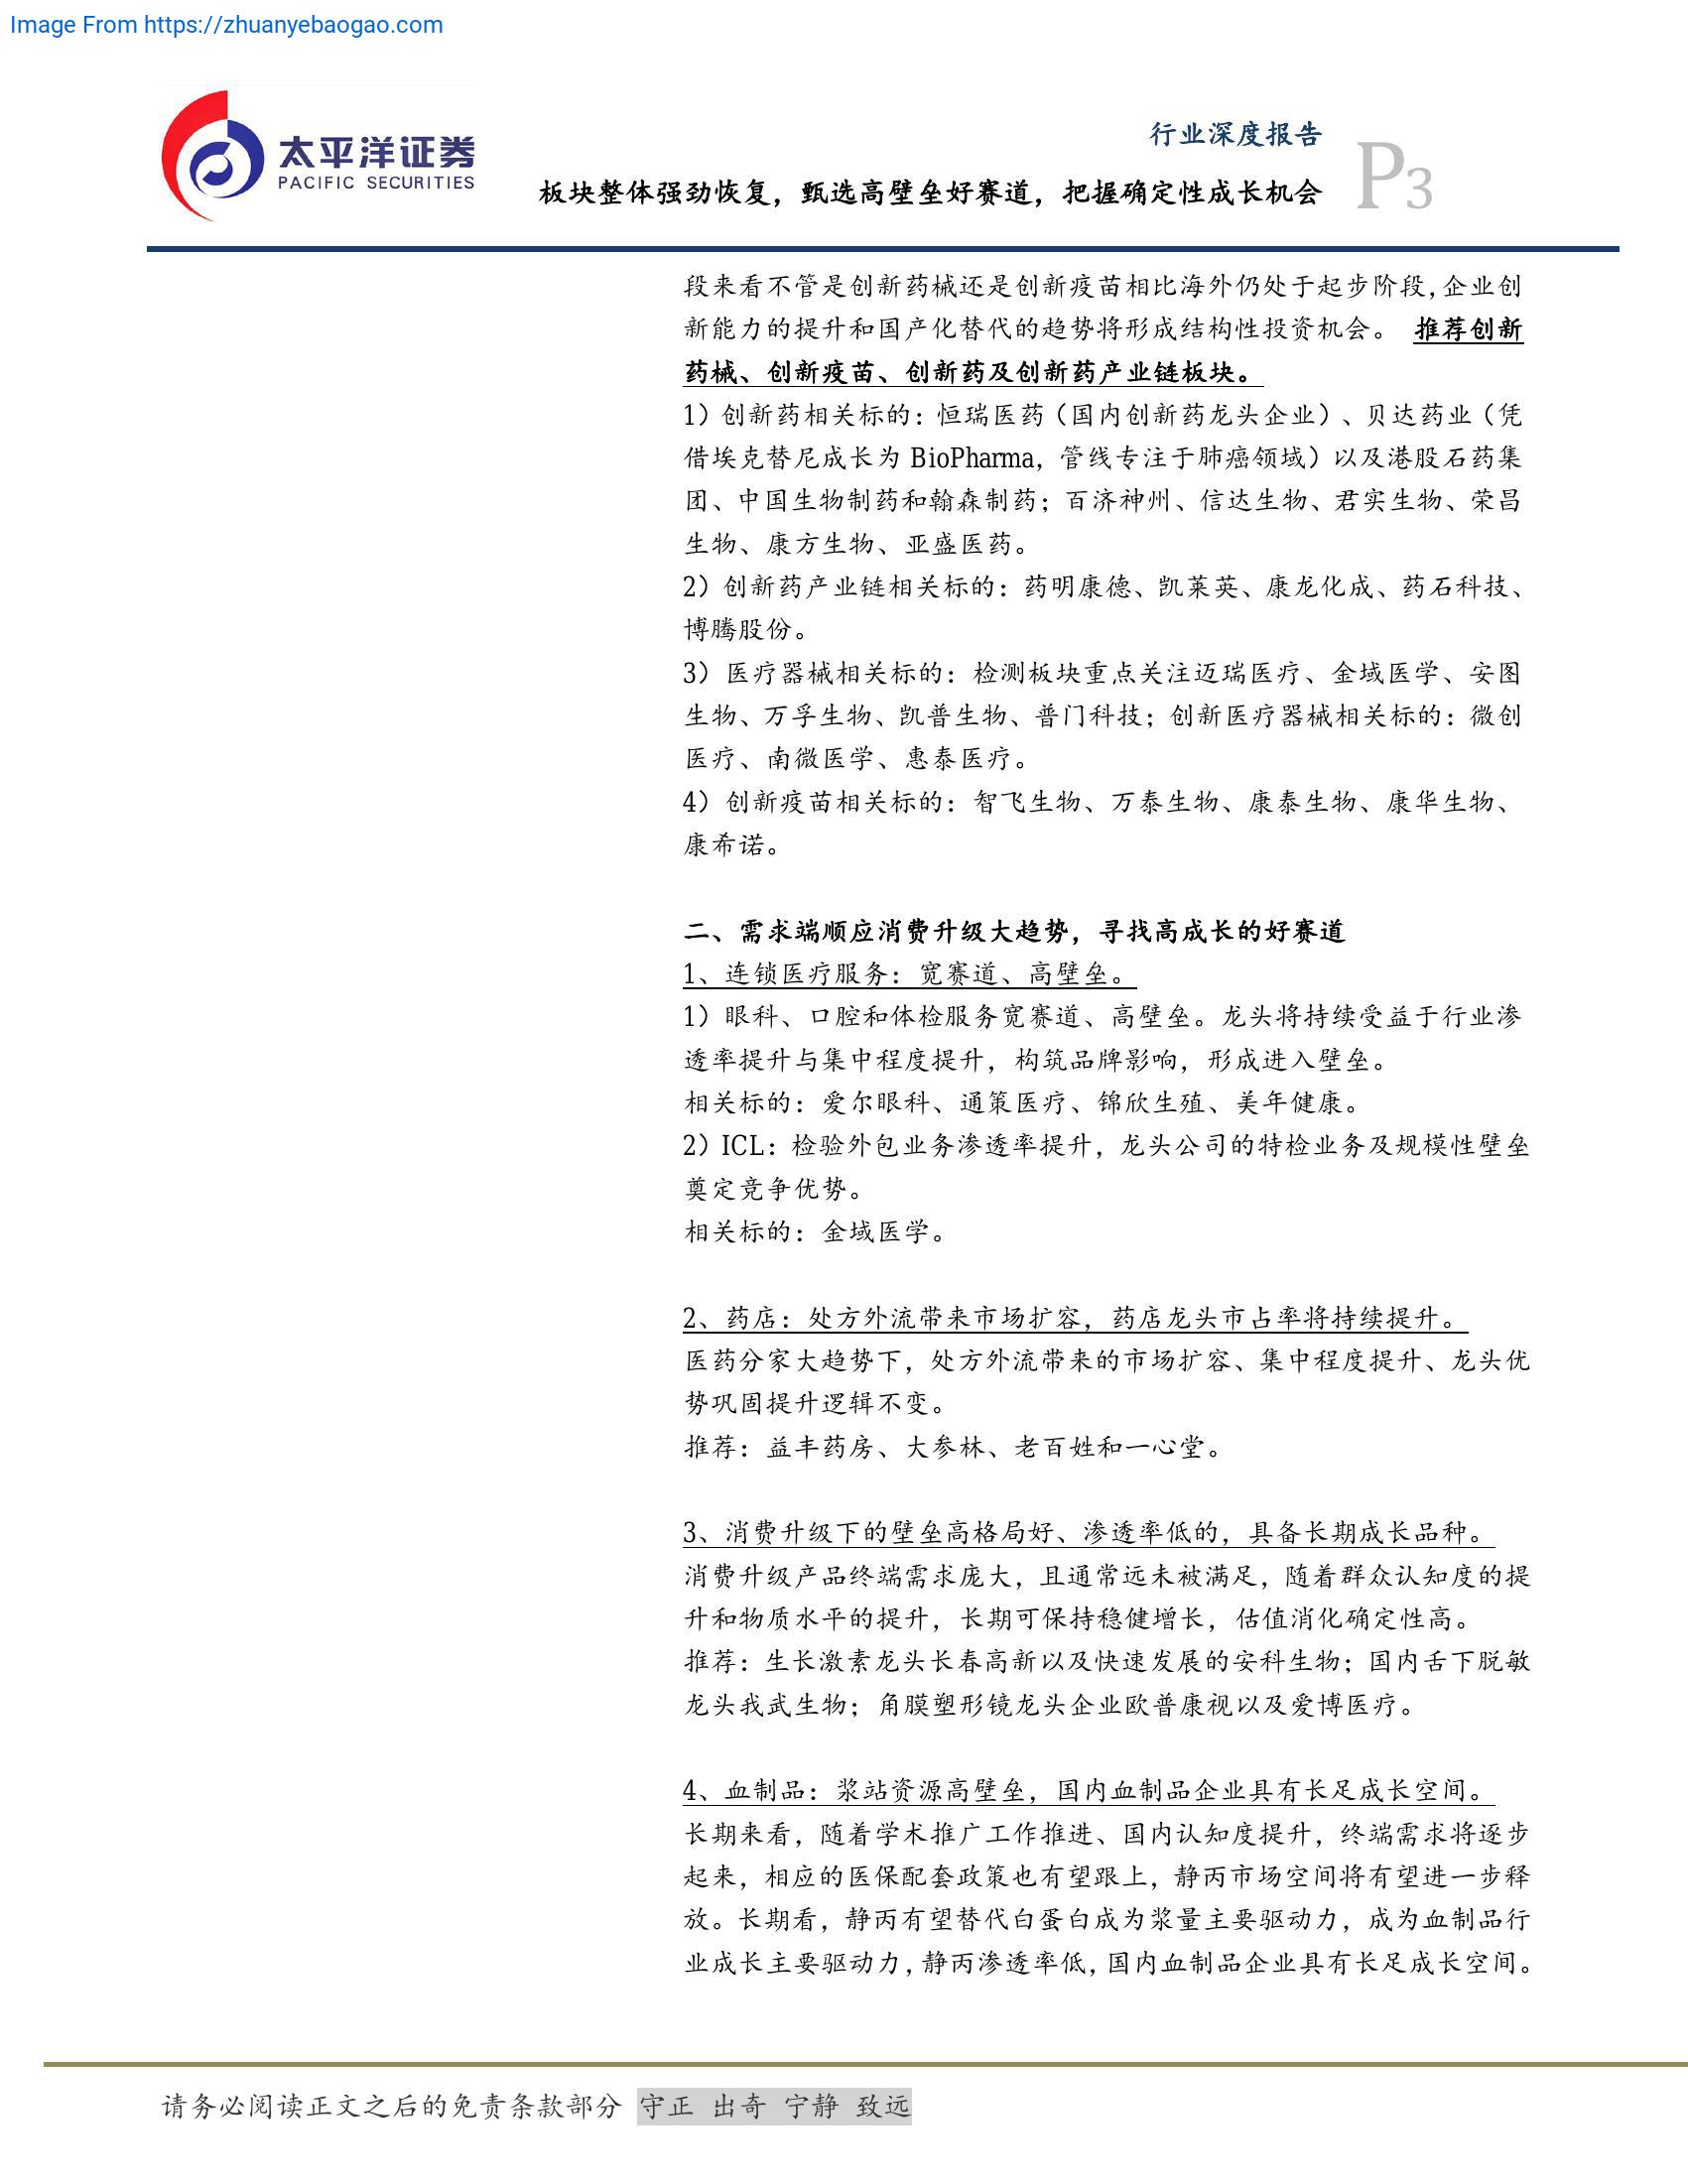 Image From https://zhuanyebaogao.com
太平洋证券
PACIFIC SECURITIES
行业深度报告
板块整体强劲恢复，甄选高壁垒好赛道，把握确定性成长机会
P3
段来看不管是创新药械还是创新疫苗相比海外仍处于起步阶段，企业创
新能力的提升和国产化替代的趋势将形成结构性投资机会。 推荐创新
药械、创新疫苗、创新药及创新药产业链板块。
1）创新药相关标的：恒瑞医药（国内创新药龙头企业）、贝达药业（凭
借埃克替尼成长为 BioPharma，管线专注于肺癌领域）以及港股石药集
团、中国生物制药和翰森制药；百济神州、信达生物、君实生物、荣昌
生物、康方生物、亚盛医药。
2）创新药产业链相关标的：药明康德、凯莱英、康龙化成、药石科技、
博腾股份。
3）医疗器械相关标的：检测板块重点关注迈瑞医疗、金域医学、安图
生物、万孚生物、凯普生物、普门科技；创新医疗器械相关标的：微创
医疗、南微医学、惠泰医疗。
4）创新疫苗相关标的：智飞生物、万泰生物、康泰生物、康华生物、
康希诺。
二、需求端顺应消费升级大趋势，寻找高成长的好赛道
1、连锁医疗服务：宽赛道、高壁垒。
1）眼科、口腔和体检服务宽赛道、高壁垒。龙头将持续受益于行业渗
透率提升与集中程度提升，构筑品牌影响，形成进入壁垒。
相关标的：爱尔眼科、通策医疗、锦欣生殖、美年健康。
2）ICL：检验外包业务渗透率提升，龙头公司的特检业务及规模性壁垒
奠定竞争优势。
相关标的：金域医学。
2、药店：处方外流带来市场扩容，药店龙头市占率将持续提升。
医药分家大趋势下，处方外流带来的市场扩容、集中程度提升、龙头优
势巩固提升逻辑不变。
推荐：益丰药房、大参林、老百姓和一心堂。
3、消费升级下的壁垒高格局好、渗透率低的，具备长期成长品种。
消费升级产品终端需求庞大，且通常远未被满足，随着群众认知度的提
升和物质水平的提升，长期可保持稳健增长，估值消化确定性高。
推荐：生长激素龙头长春高新以及快速发展的安科生物；国内舌下脱敏
龙头我武生物；角膜塑形镜龙头企业欧普康视以及爱博医疗。
4、血制品：浆站资源高壁垒，国内血制品企业具有长足成长空间。
长期来看，随着学术推广工作推进、国内认知度提升，终端需求将逐步
起来，相应的医保配套政策也有望跟上，静丙市场空间将有望进一步释
放。长期看，静丙有望替代白蛋白成为浆量主要驱动力，成为血制品行
业成长主要驱动力，静丙渗透率低，国内血制品企业具有长足成长空间。
请务必阅读正文之后的免责条款部分 守正 出奇 宁静 致远